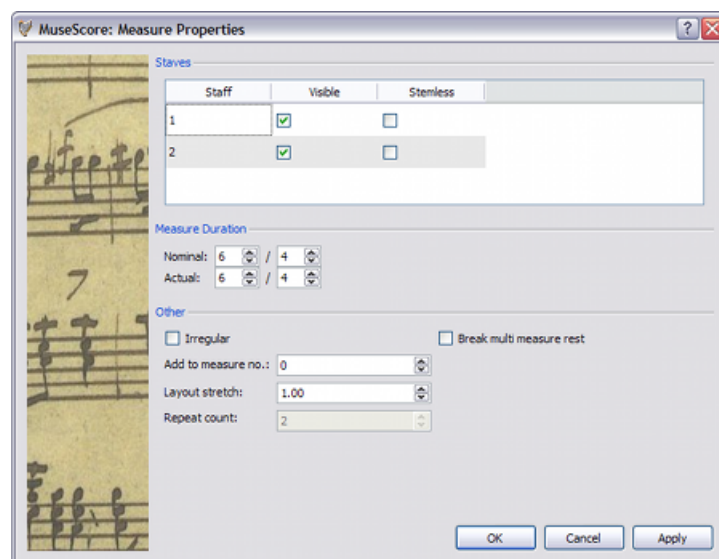 MuseScore: Measure Properties
Staves
Staff Visible Stemless
1
2
Measure Duration
Nominal: 6 / 4
Actual: 6 / 4
Other
Irregular Break multi measure rest
Add to measure no.: 0
Layout stretch: 1.00
Repeat count: 2
OK Cancel Apply
7